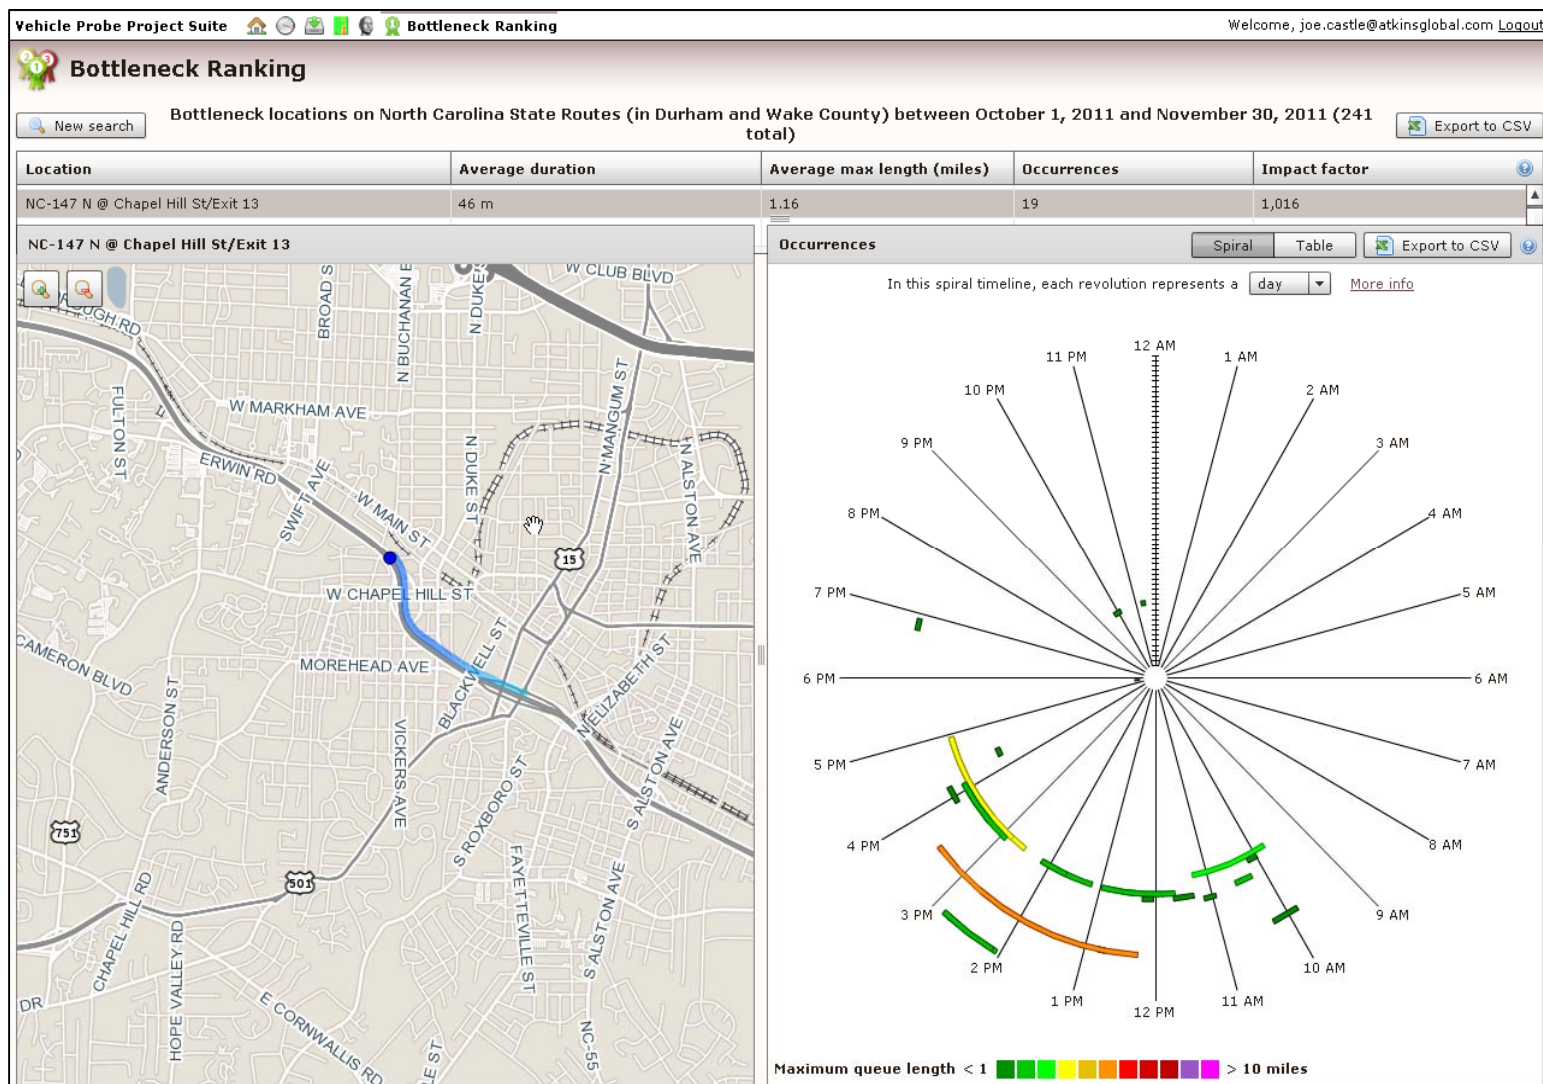 Vehicle Probe Project Suite
Bottleneck Ranking
Welcome, joe.castle@atkinsglobal.com Logout
Bottleneck Ranking
New search
Bottleneck locations on North Carolina State Routes (in Durham and Wake County) between October 1, 2011 and November 30, 2011 (241
total)
Export to CSV
Location
Average duration
Average max length (miles)
Occurrences
Impact factor
NC-147 N @ Chapel Hill St/Exit 13
46 m
1.16
19
1,016
NC-147 N @ Chapel Hill St/Exit 13
W CLUB BLVD
BROAD S
N BUCHANAN B
N DUKE
FULTON ST
W MARKHAM AVE
N MANGUM ST
N DUKE ST
N ALSTON AVE
ERWIN RD
SWIFT AVE
W MAIN ST
15
W CHAPEL HILL ST
MOREHEAD AVE
BLACKWELL ST
N ELIZABETH ST
CAMERON BLVD
ANDERSON ST
VICKERS AVE
S ROXBORO ST
S ALSTON AVE
751
501
FAYETTEVILLE ST
S ALSTON AVE
CHAPEL HILL RD
HOPE VALLEY RD
DR
E CORNWALLIS RD
NC-55
E ST
Occurrences
Spiral
Table
Export to CSV
In this spiral timeline, each revolution represents a
day
More info
12 AM
1 AM
2 AM
3 AM
4 AM
5 AM
6 AM
7 AM
8 AM
9 AM
10 AM
11 AM
12 PM
1 PM
2 PM
3 PM
4 PM
5 PM
6 PM
7 PM
8 PM
9 PM
10 PM
11 PM
Maximum queue length < 1
> 10 miles